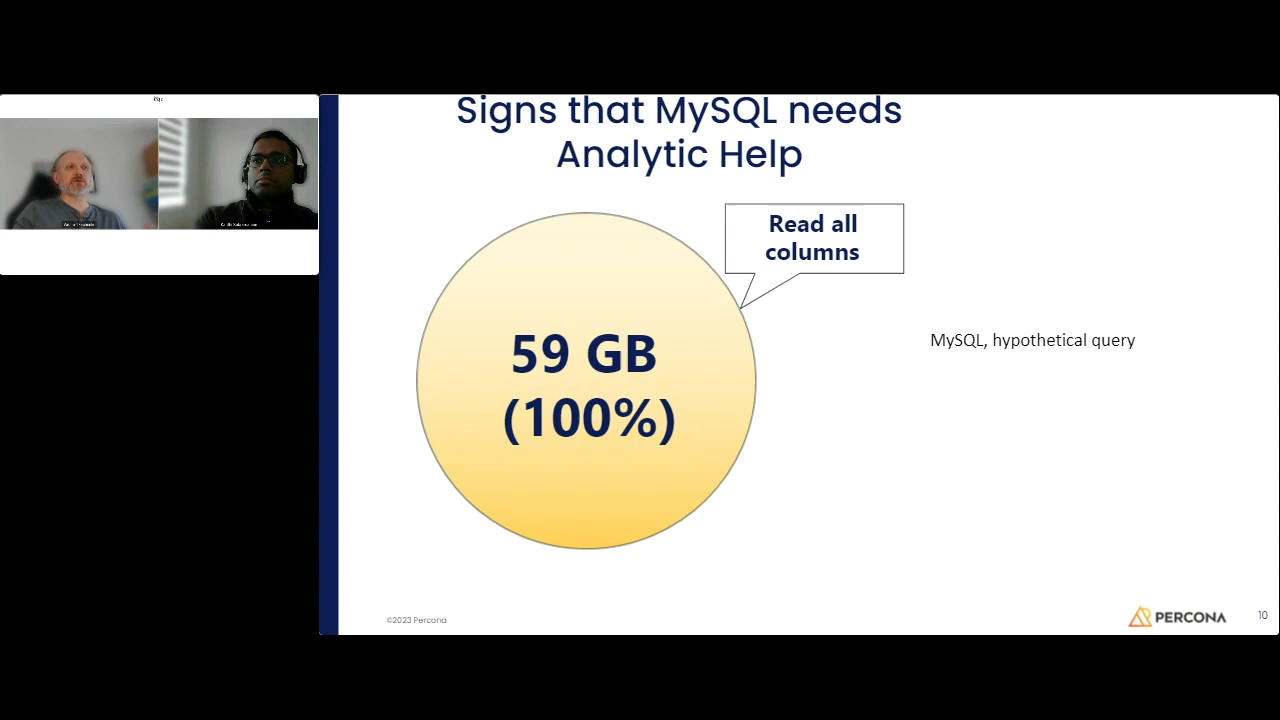 Signs that MySQL needs
Analytic Help
Read all
columns
59 GB
(100%)
MySQL, hypothetical query
©2023 Percona
PERCONA
10